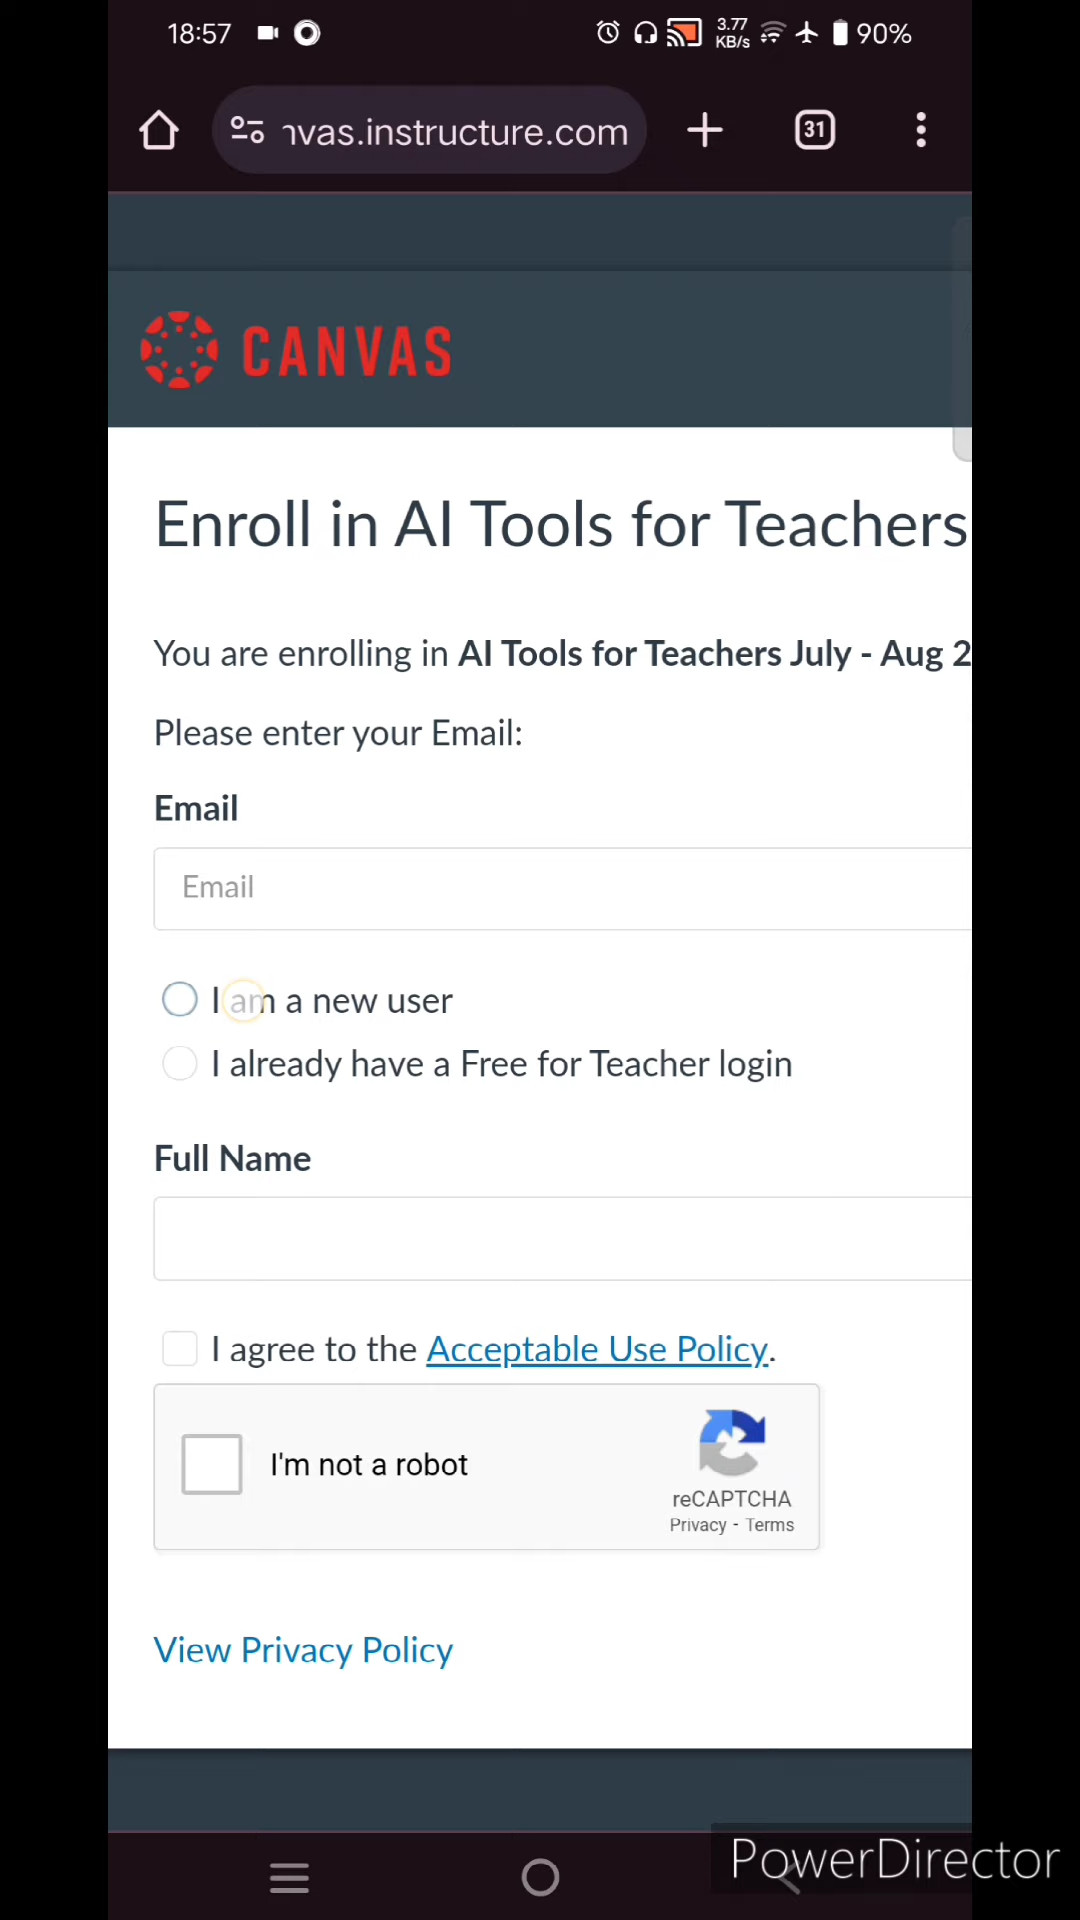 18:57 3.77 KB/s 90%
nvas.instructure.com 31
CANVAS
Enroll in AI Tools for Teachers
You are enrolling in AI Tools for Teachers July - Aug 2
Please enter your Email:
Email
Email
I am a new user
I already have a Free for Teacher login
Full Name
I agree to the Acceptable Use Policy.
I'm not a robot
reCAPTCHA
Privacy - Terms
View Privacy Policy
PowerDirector